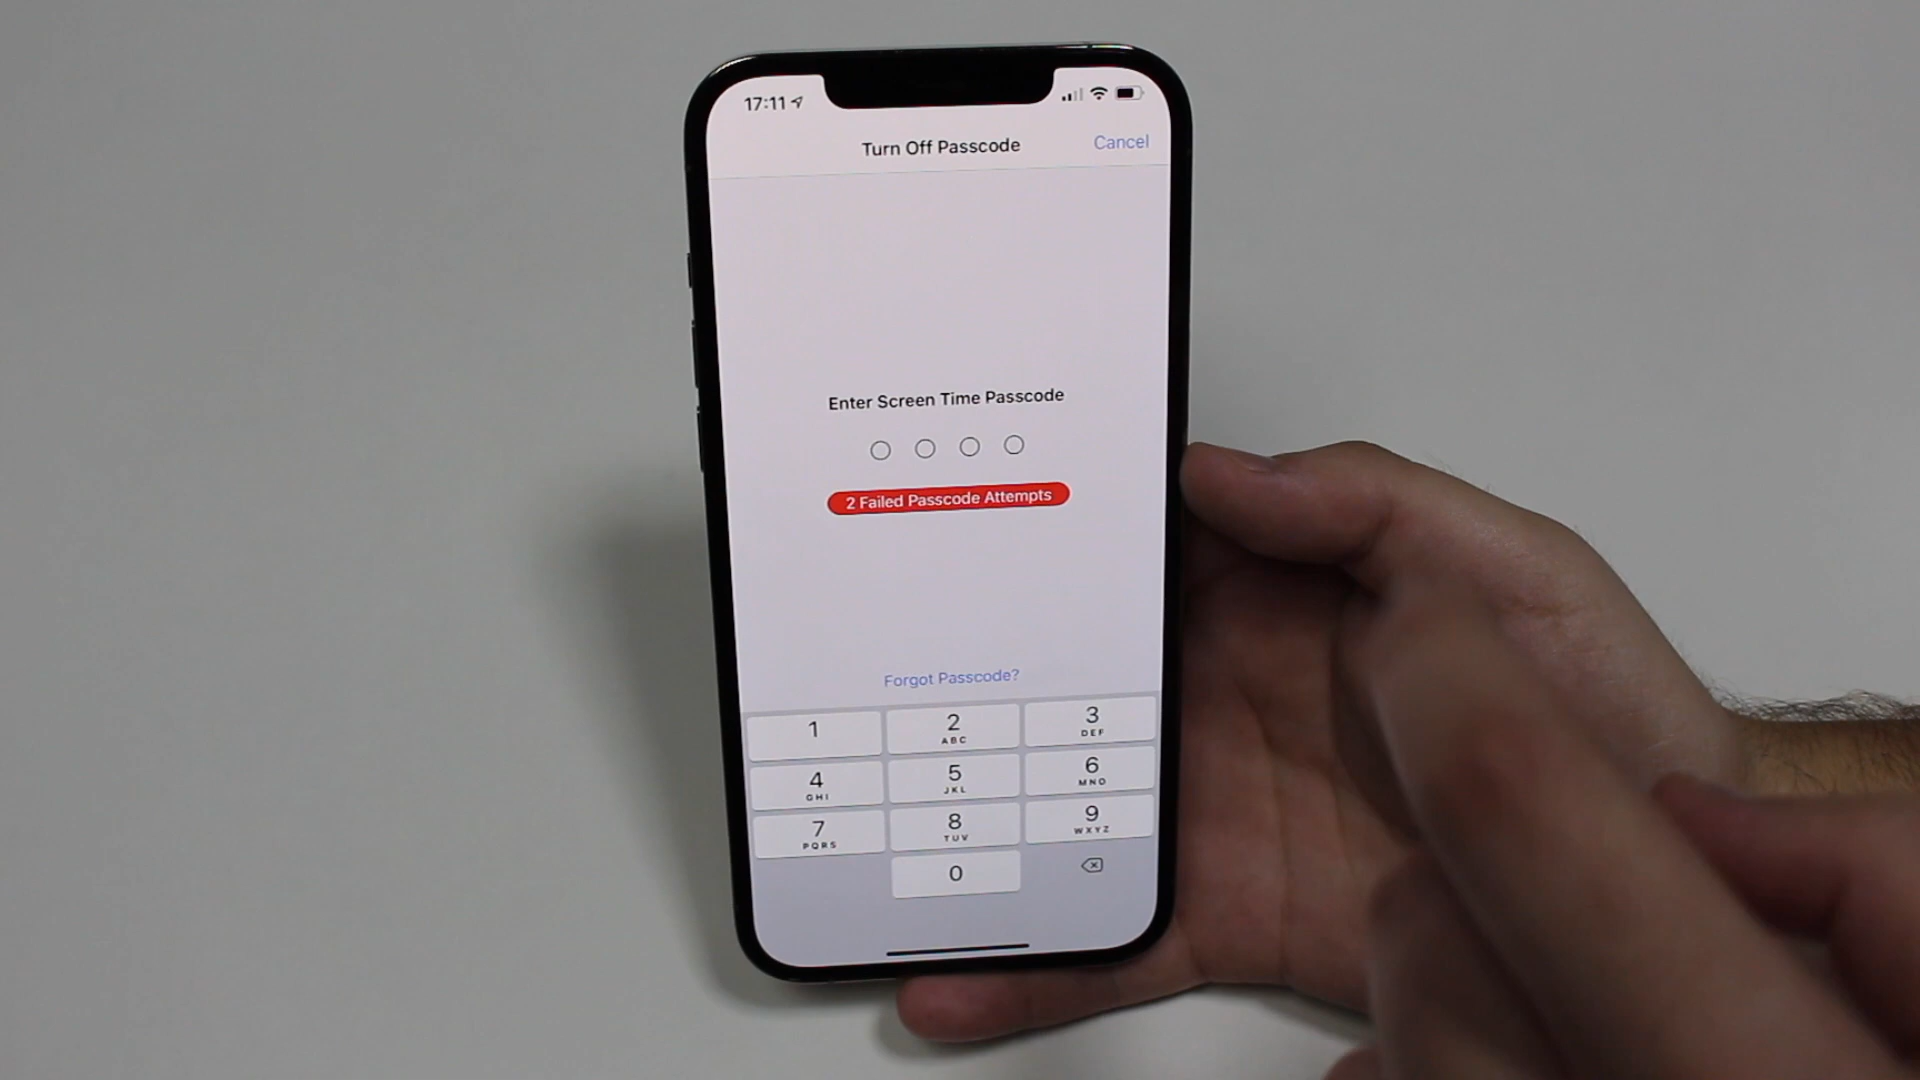 17:11
Turn Off Passcode
Cancel
Enter Screen Time Passcode
2 Failed Passcode Attempts
Forgot Passcode?
1
2
ABC
3
DEF
4
GHI
5
JKL
6
MNO
7
PQRS
8
TUV
9
WXYZ
0